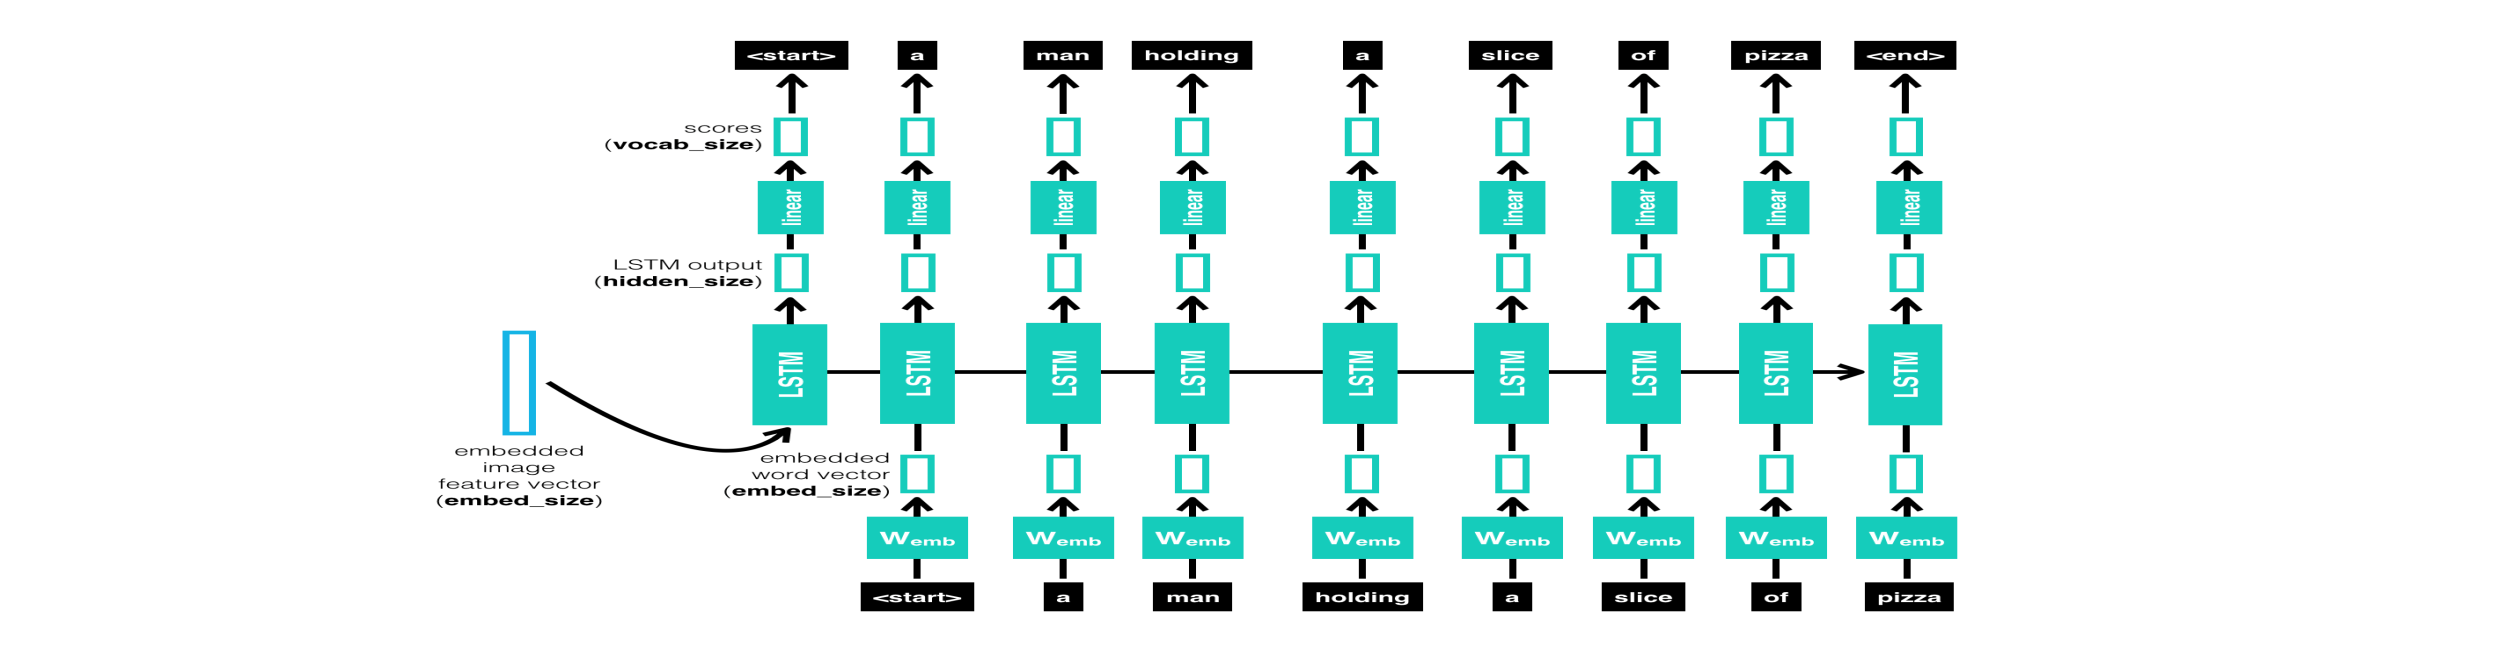 <start> a man holding a slice of pizza <end>
scores
(vocab_size)
linear linear linear linear linear linear linear linear linear
LSTM output
(hidden_size)
LSTM LSTM LSTM LSTM LSTM LSTM LSTM LSTM LSTM
embedded
image
feature vector
(embed_size)
embedded
word vector
(embed_size)
Wemb Wemb Wemb Wemb Wemb Wemb Wemb Wemb
<start> a man holding a slice of pizza